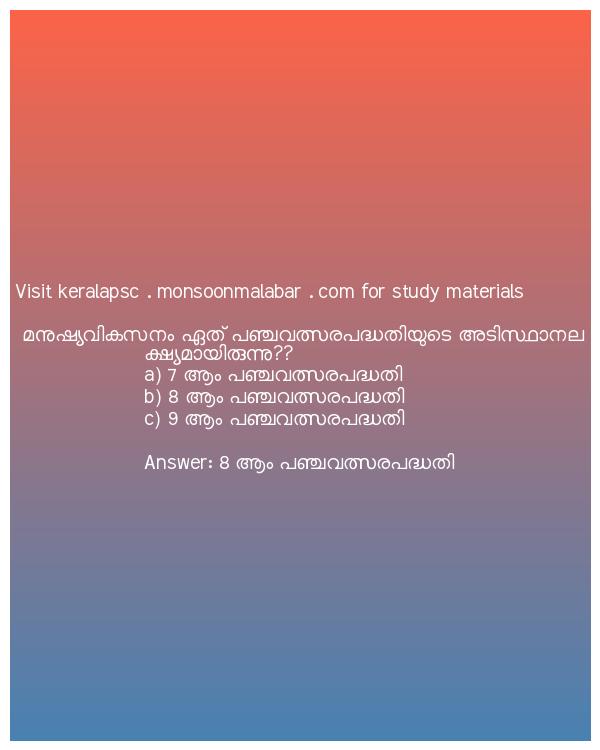 Visit keralapsc . monsoonmalabar . com for study materials
മനുഷ്യവികസനം ഏത് പഞ്ചവത്സരപദ്ധതിയുടെ അടിസ്ഥാനല
ക്ഷ്യമായിരുന്നു??
a) 7 ആം പഞ്ചവത്സരപദ്ധതി
b) 8 ആം പഞ്ചവത്സരപദ്ധതി
c) 9 ആം പഞ്ചവത്സരപദ്ധതി
Answer: 8 ആം പഞ്ചവത്സരപദ്ധതി